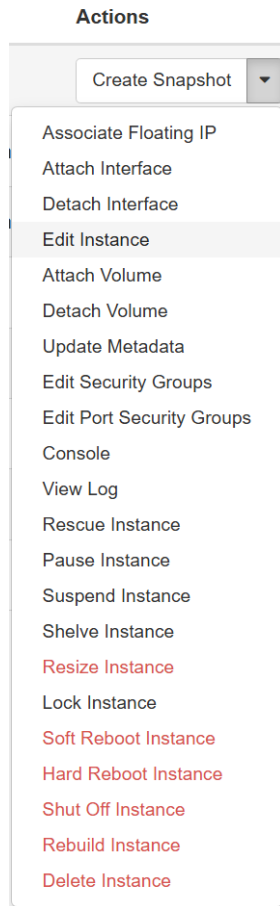 Actions
Create Snapshot
Associate Floating IP
Attach Interface
Detach Interface
Edit Instance
Attach Volume
Detach Volume
Update Metadata
Edit Security Groups
Edit Port Security Groups
Console
View Log
Rescue Instance
Pause Instance
Suspend Instance
Shelve Instance
Resize Instance
Lock Instance
Soft Reboot Instance
Hard Reboot Instance
Shut Off Instance
Rebuild Instance
Delete Instance